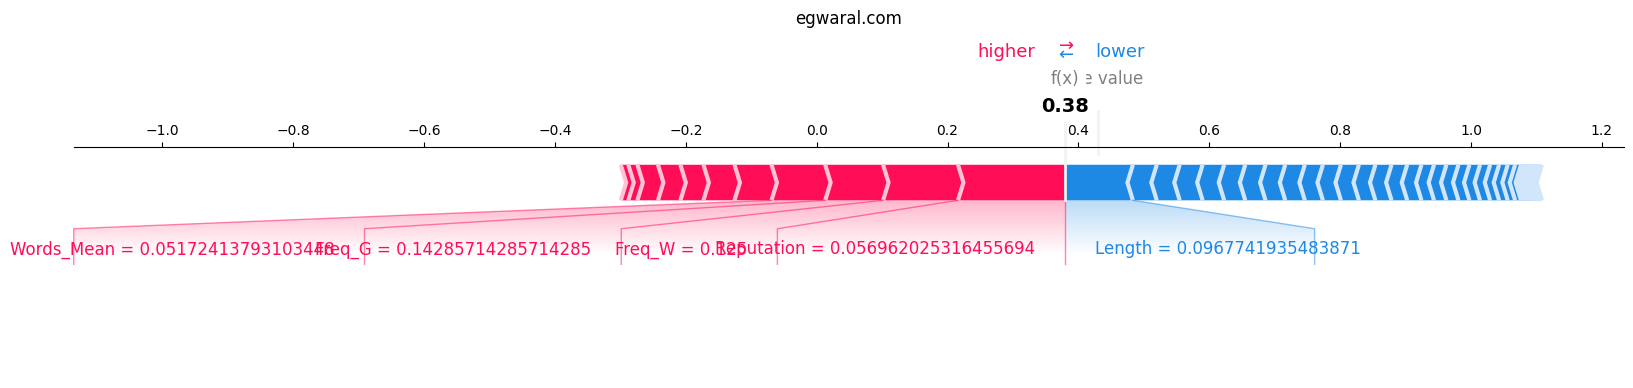 egwaral.com
higher → ← lower
f(x) e value
0.38
−1.0 −0.8 −0.6 −0.4 −0.2 0.0 0.2 0.4 0.6 0.8 1.0 1.2
Words_Mean = 0.05172413793103448 Freq_G = 0.14285714285714285 Freq_W = 0.125 Reputation = 0.056962025316455694 Length = 0.0967741935483871